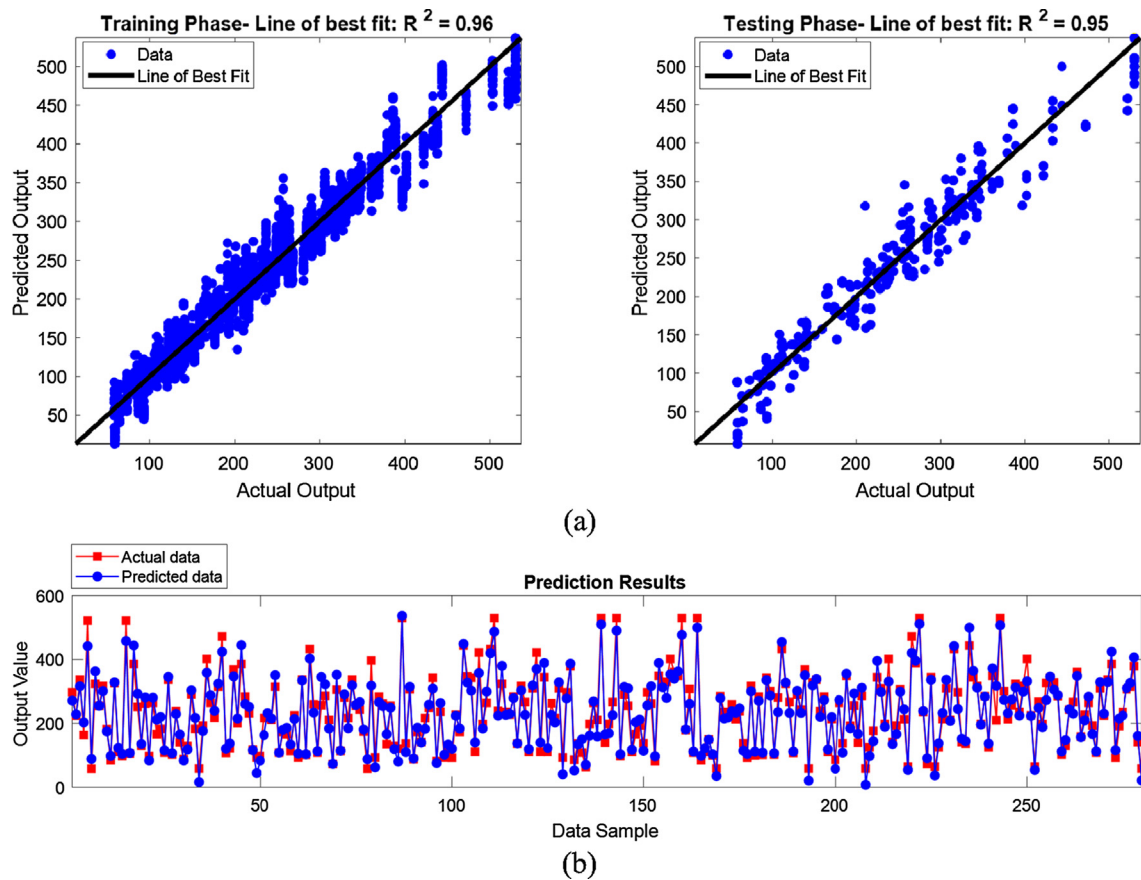 Training Phase- Line of best fit: R 2 = 0.96
Data
Line of Best Fit
500
450
400
350
300
250
200
150
100
50
Predicted Output
100 200 300 400 500
Actual Output
Testing Phase- Line of best fit: R 2 = 0.95
Data
Line of Best Fit
500
450
400
350
300
250
200
150
100
50
Predicted Output
100 200 300 400 500
Actual Output
(a)
Actual data
Predicted data
Prediction Results
600
400
200
0
Output Value
50 100 150 200 250
Data Sample
(b)